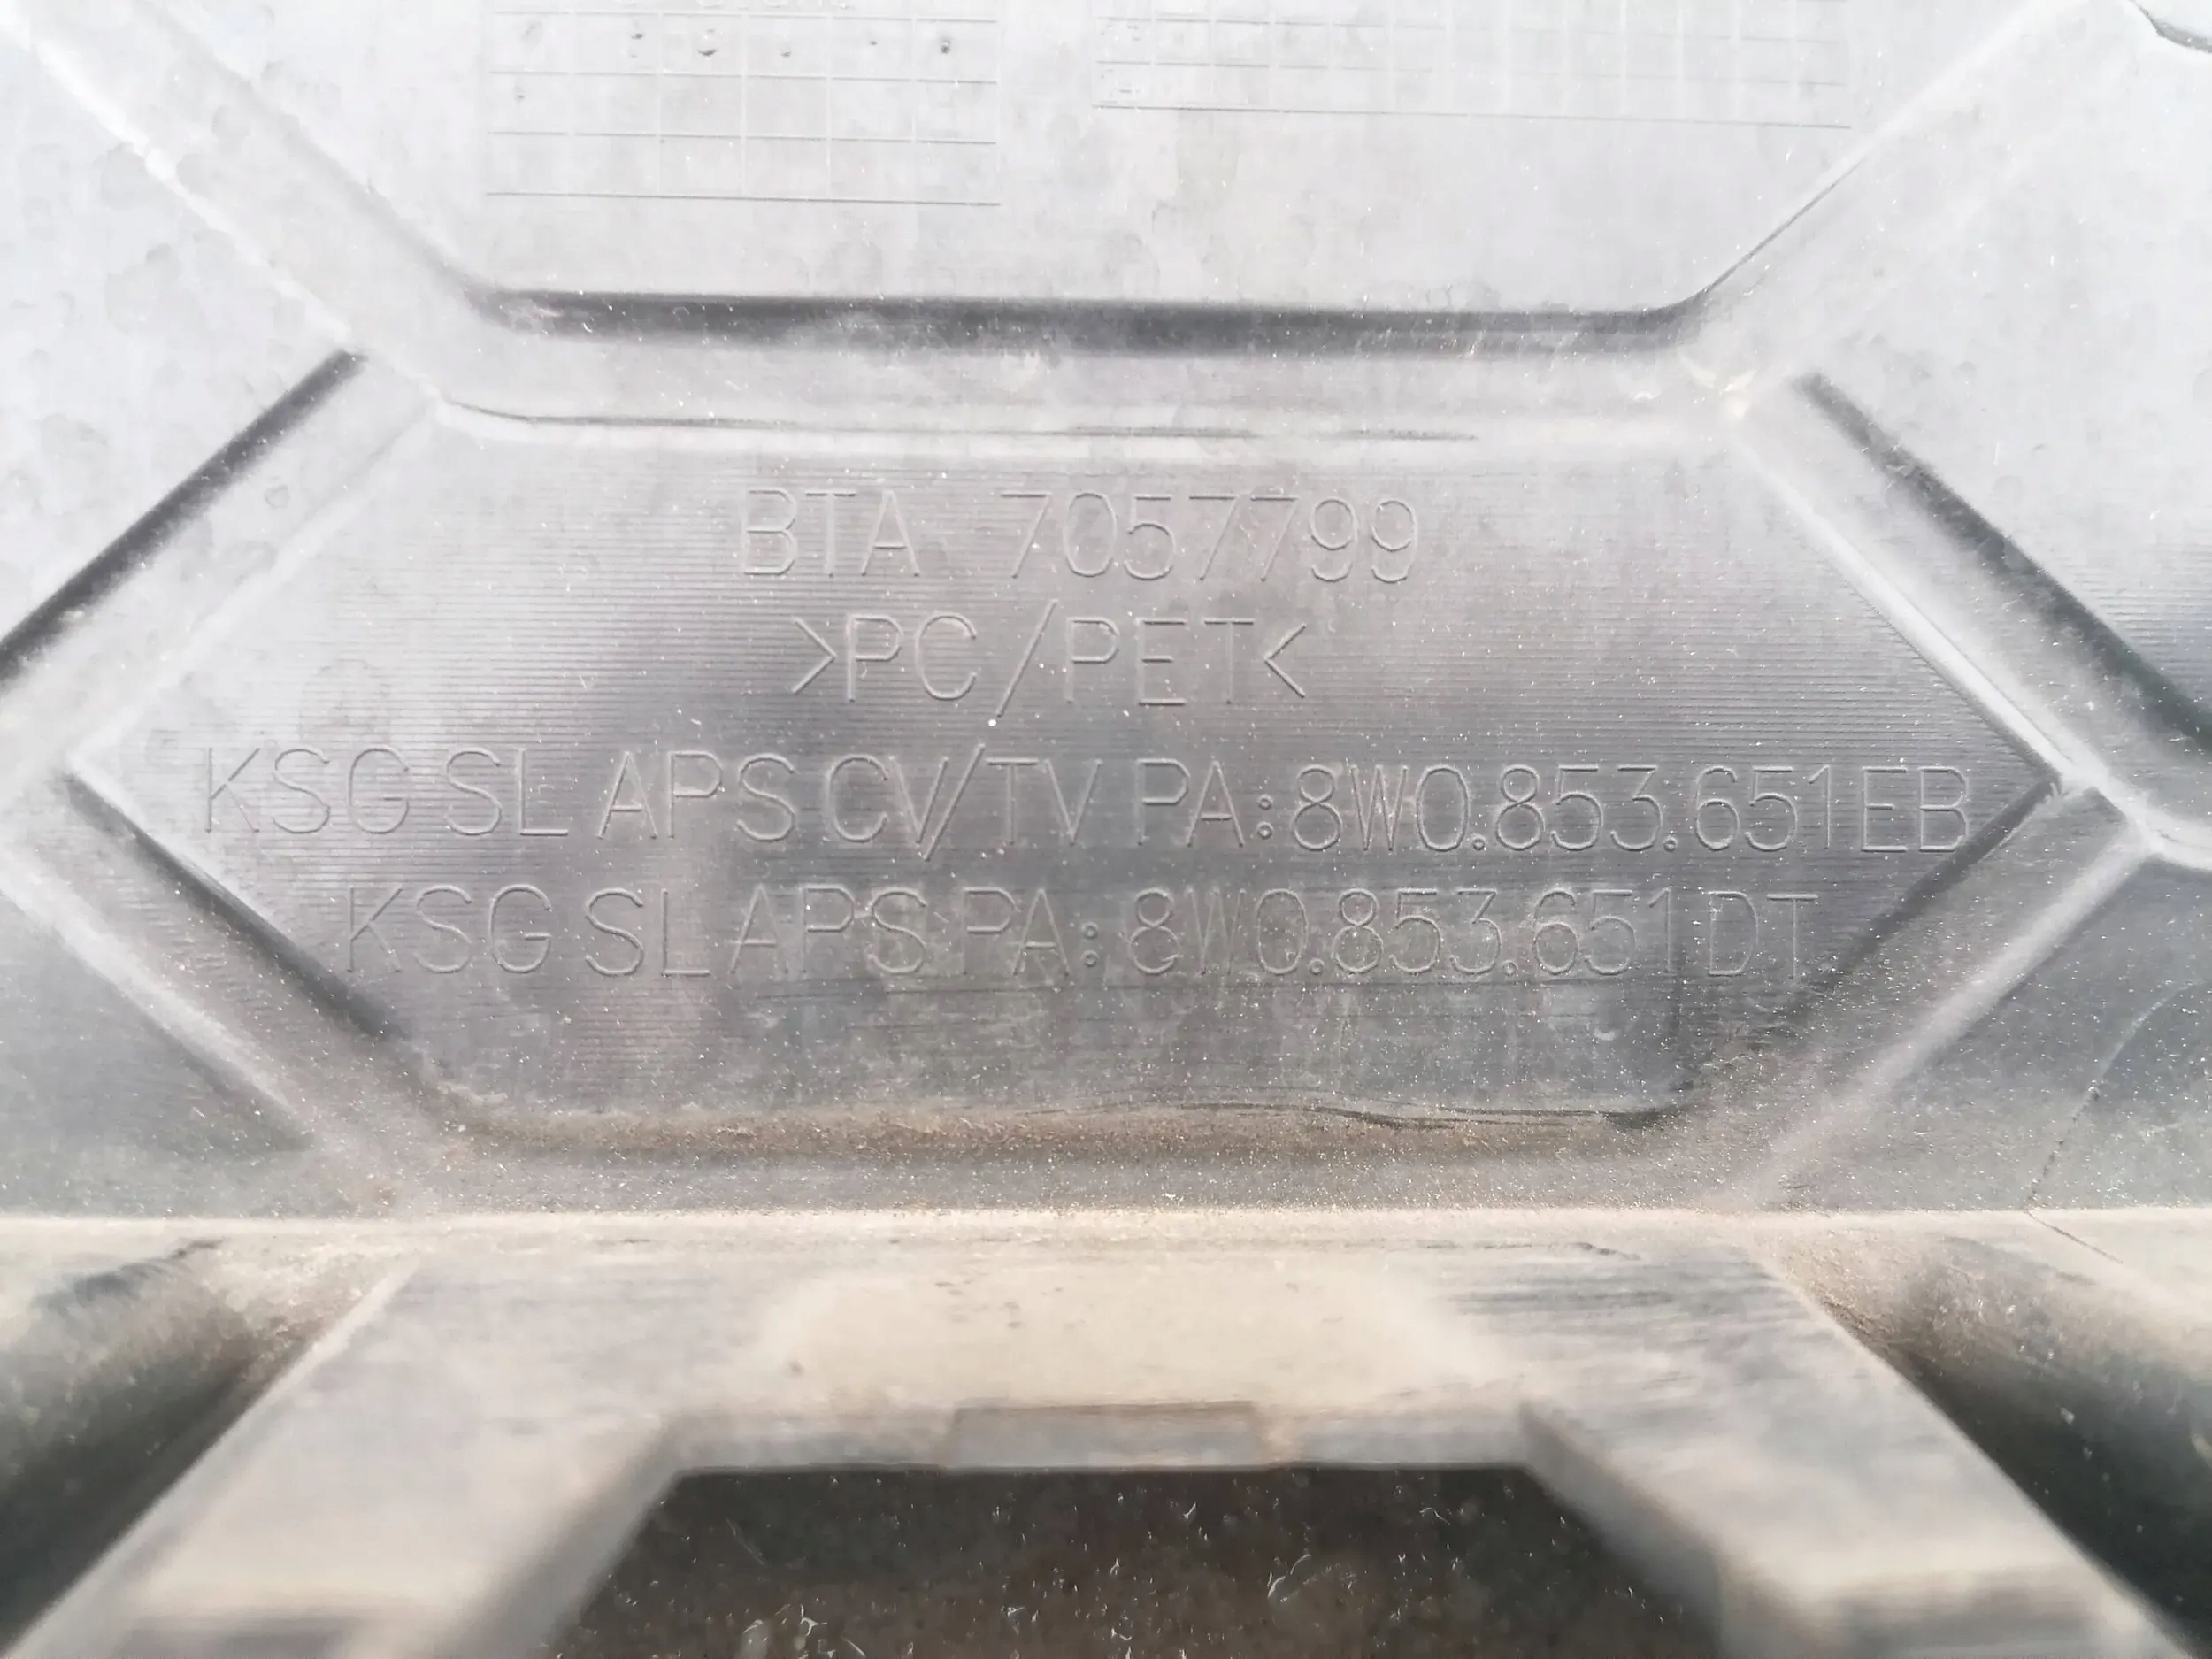 BTA 7057799
>PC/PET<
KSG SL APS CV/TV PA:8W0.853.651EB
KSG SL APS PA:8W0.853.651DT